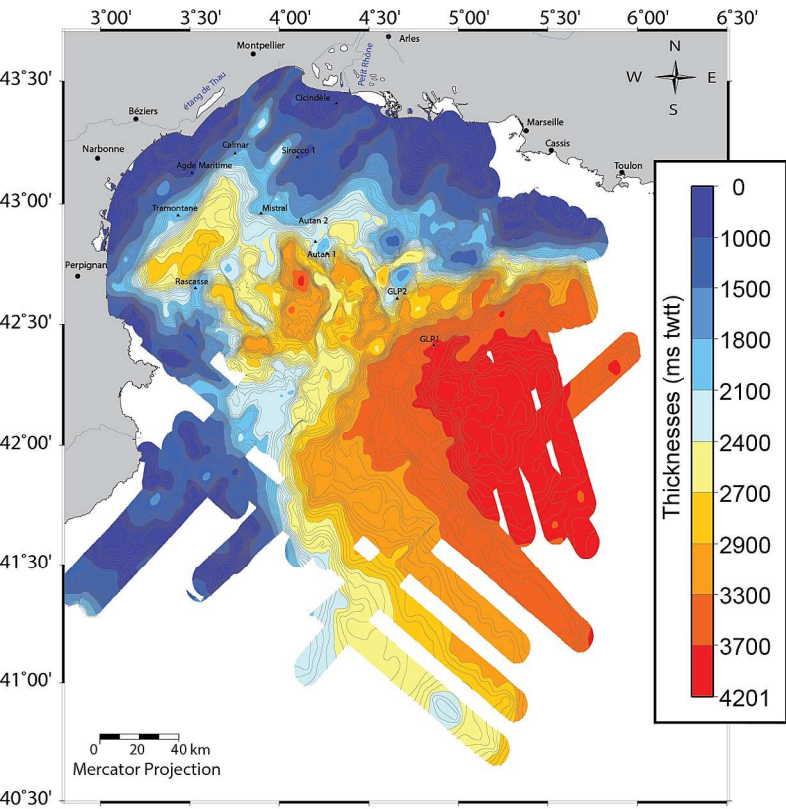 3°00' 3°30' 4°00' 4°30' 5°00' 5°30' 6°00' 6°30'
Arles
Montpellier
Petit Rhône
N
W E
S
43°30'
étang de Thau
Cicindèle
Béziers
Marseille
Narbonne
Calmar
Sirocco 1
Cassis
Agde Maritime
Toulon
43°00'
Tramontane
Mistral
Autan 2
Autan 1
Perpignan
Rascasse
GLP2
42°30'
GLP1
42°00'
41°30'
41°00'
40°30'
0 20 40 km
Mercator Projection
Thicknesses (ms twtt)
0
1000
1500
1800
2100
2400
2700
2900
3300
3700
4201